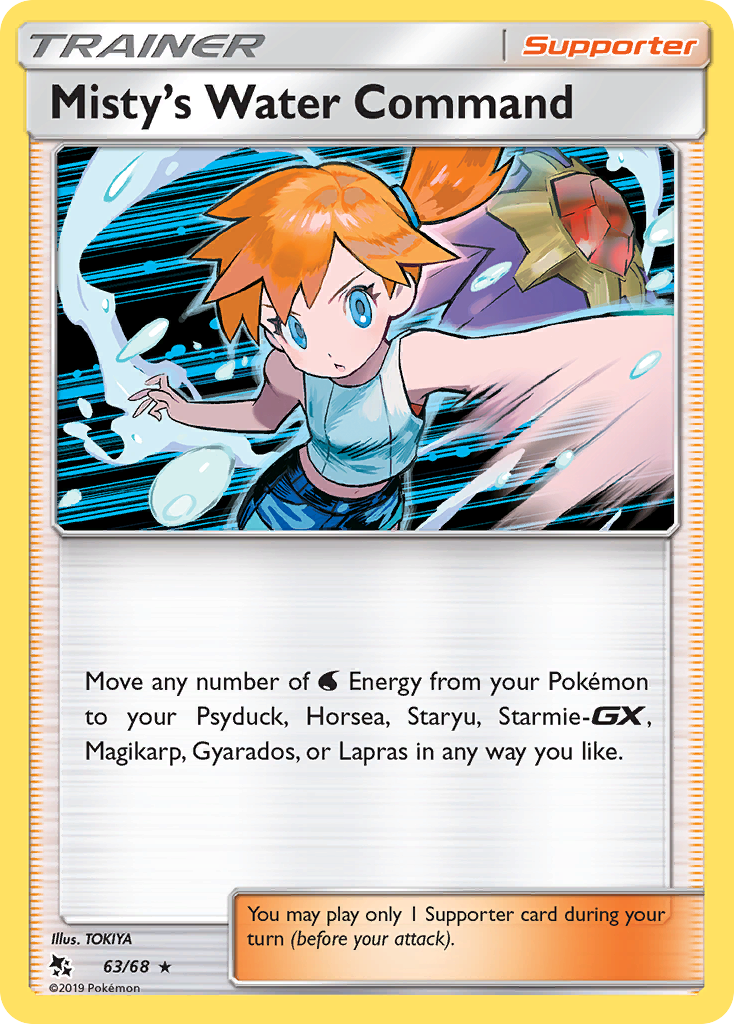 TRAINER | Supporter
Misty's Water Command
Move any number of Energy from your Pokémon
to your Psyduck, Horsea, Staryu, Starmie-GX,
Magikarp, Gyarados, or Lapras in any way you like.
You may play only 1 Supporter card during your
turn (before your attack).
Illus. TOKIYA
63/68 ★
©2019 Pokémon